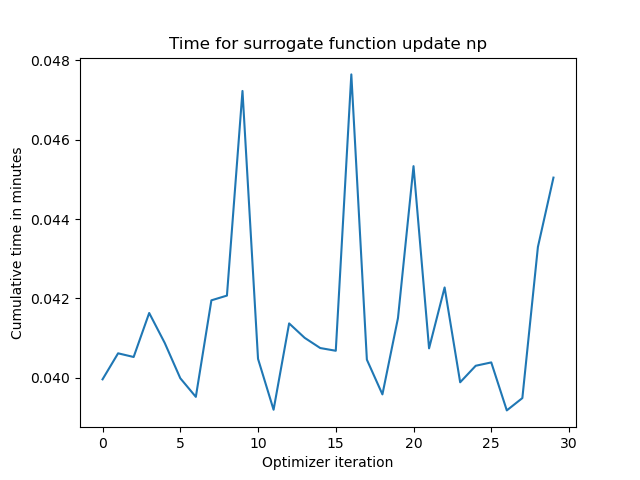 Time for surrogate function update np
Cumulative time in minutes
0.048
0.046
0.044
0.042
0.040
0 5 10 15 20 25 30
Optimizer iteration